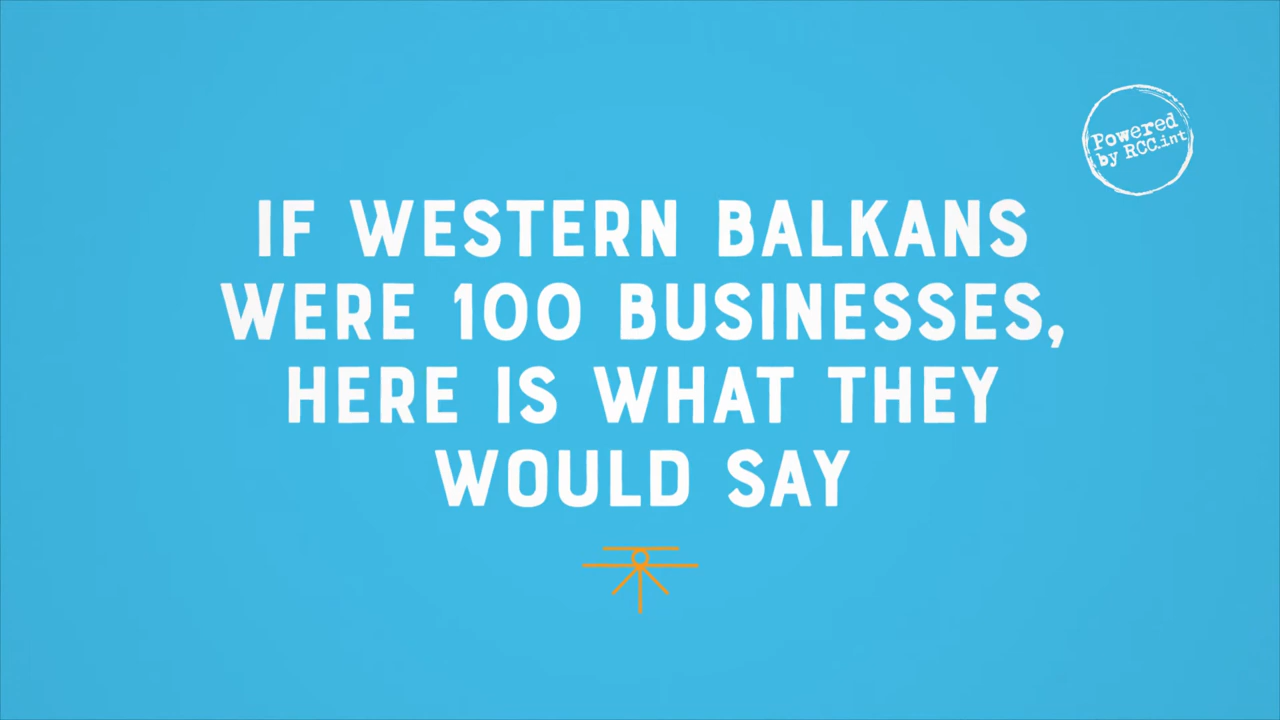 Powered
by RCC.int
IF WESTERN BALKANS
WERE 100 BUSINESSES,
HERE IS WHAT THEY
WOULD SAY